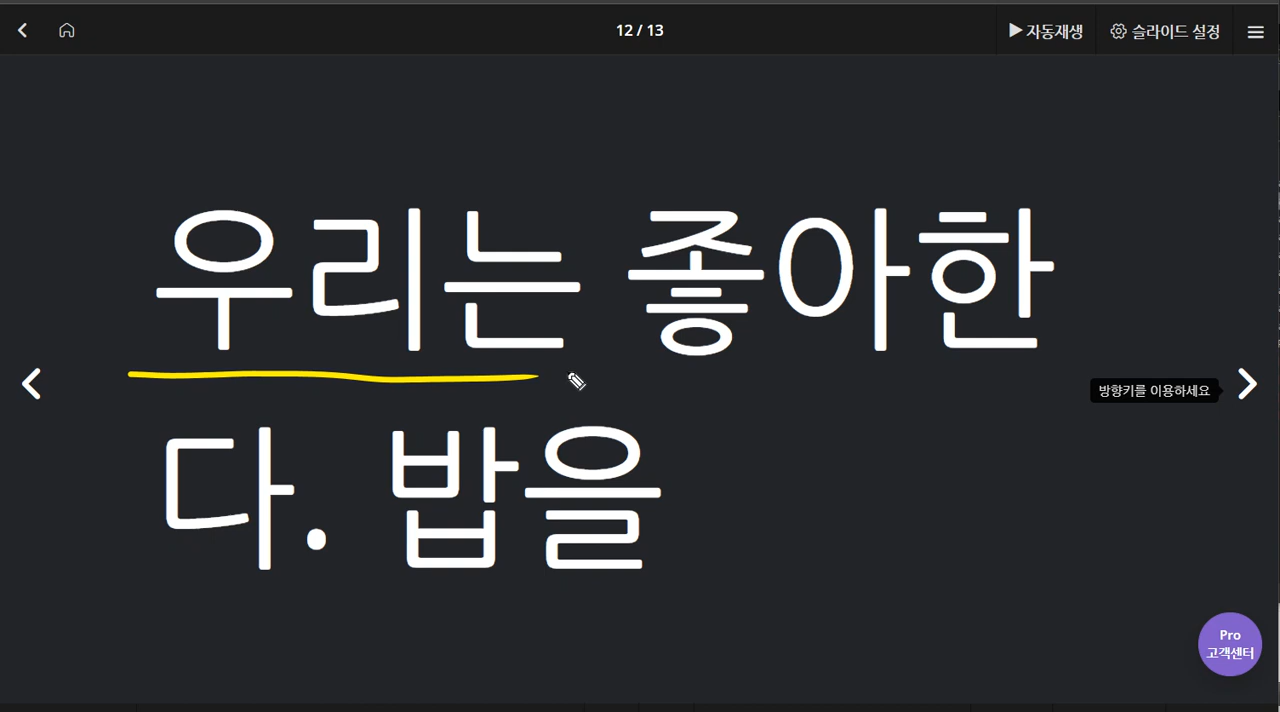 12 / 13
▶ 자동재생
슬라이드 설정
우리는 좋아한
다. 밥을
방향키를 이용하세요
Pro
고객센터